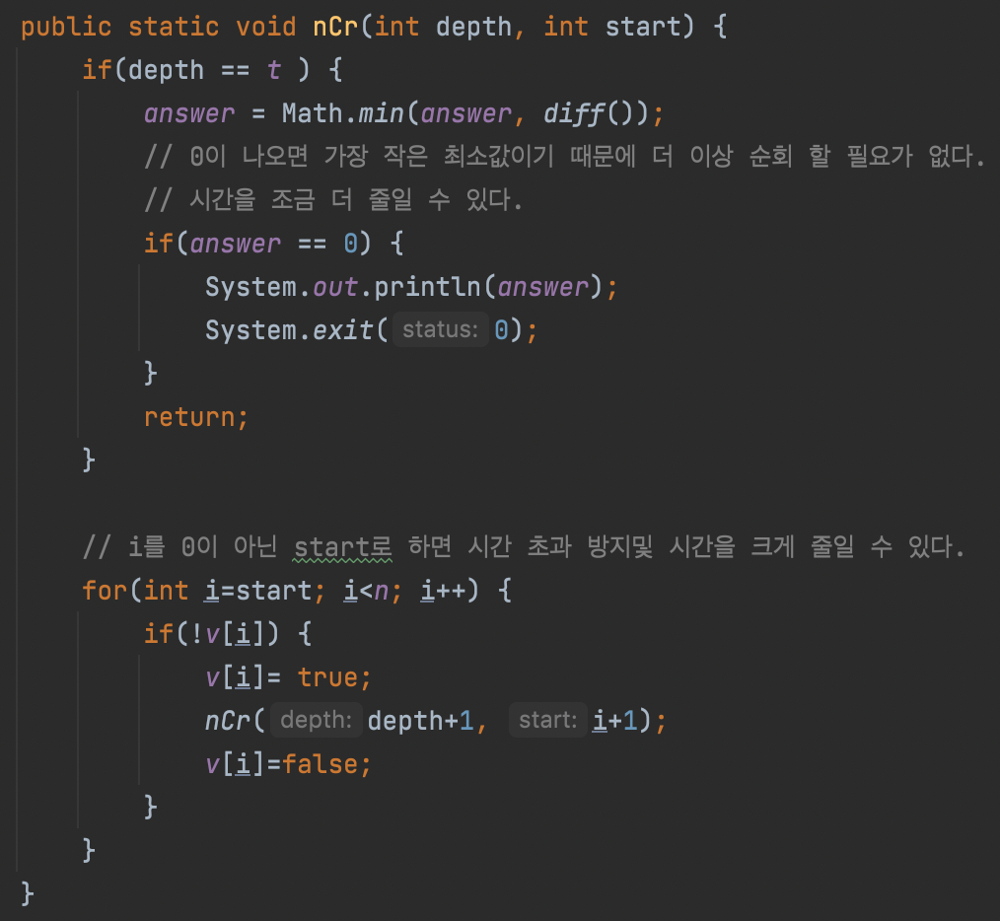 public static void nCr(int depth, int start) {
if(depth == t ) {
answer = Math.min(answer, diff());
// 0이 나오면 가장 작은 최소값이기 때문에 더 이상 순회 할 필요가 없다.
// 시간을 조금 더 줄일 수 있다.
if(answer == 0) {
System.out.println(answer);
System.exit( status: 0);
}
return;
}
// i를 0이 아닌 start로 하면 시간 초과 방지및 시간을 크게 줄일 수 있다.
for(int i=start; i<n; i++) {
if(!v[i]) {
v[i]= true;
nCr( depth: depth+1, start: i+1);
v[i]=false;
}
}
}